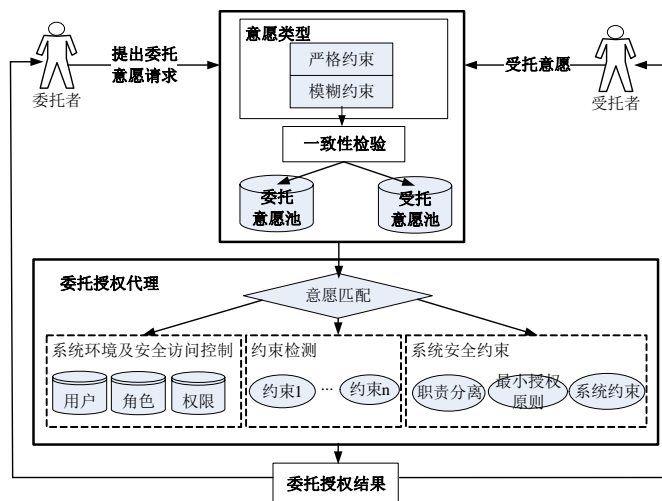 意愿类型
提出委托
意愿请求
严格约束
模糊约束
受托意愿
委托者
受托者
一致性检验
委托
意愿池
受托
意愿池
委托授权代理
意愿匹配
系统环境及安全访问控制
约束检测
系统安全约束
用户
角色
权限
约束1
...
约束n
职责分离
最小授权
原则
系统约束
委托授权结果